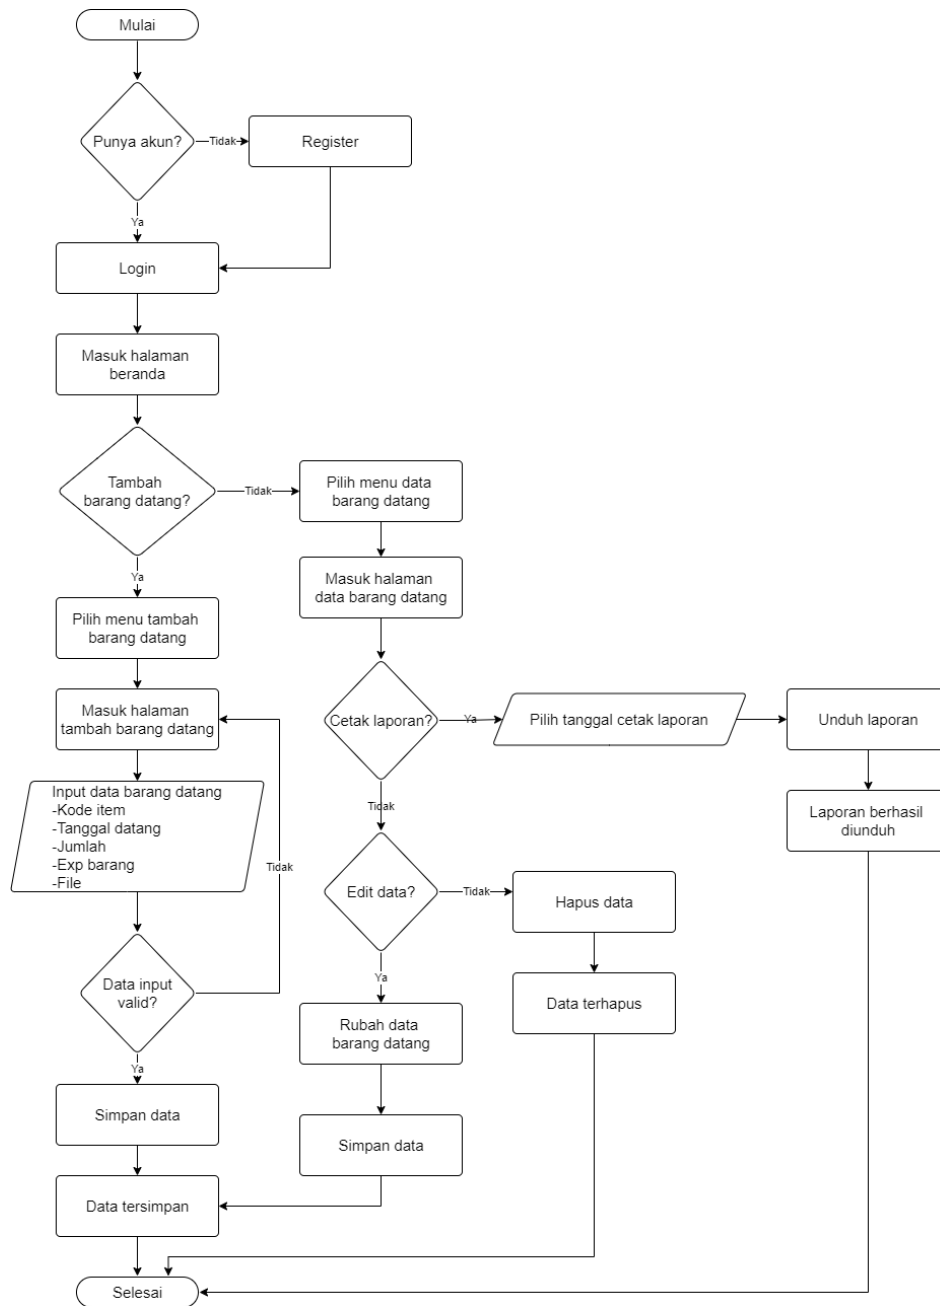 Mulai
Punya akun?
Tidak
Register
Ya
Login
Masuk halaman
beranda
Tambah
barang datang?
Tidak
Pilih menu data
barang datang
Masuk halaman
data barang datang
Ya
Pilih menu tambah
barang datang
Masuk halaman
tambah barang datang
Cetak laporan?
Ya
Pilih tanggal cetak laporan
Unduh laporan
Laporan berhasil
diunduh
Input data barang datang
-Kode item
-Tanggal datang
-Jumlah
-Exp barang
-File
Tidak
Tidak
Edit data?
Tidak
Hapus data
Data terhapus
Data input
valid?
Ya
Rubah data
barang datang
Ya
Simpan data
Simpan data
Data tersimpan
Selesai